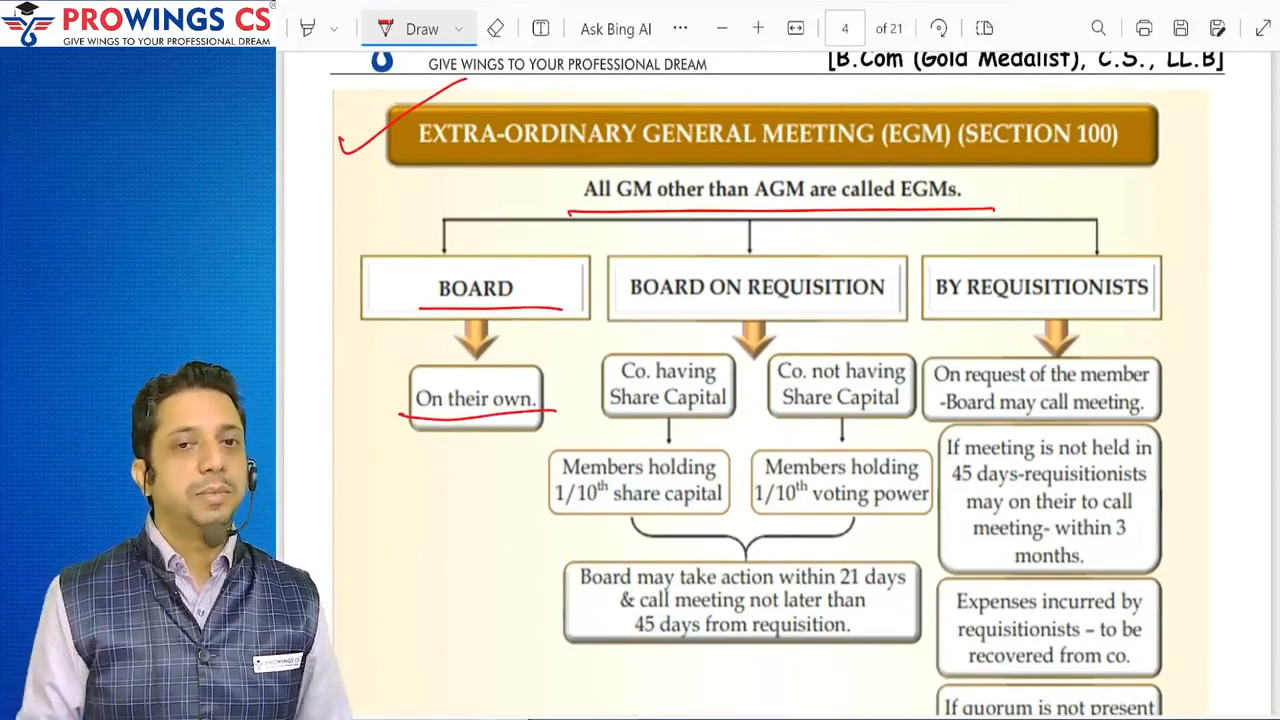 PROWINGS CS®
GIVE WINGS TO YOUR PROFESSIONAL DREAM
Draw
Ask Bing AI
4
of 21
GIVE WINGS TO YOUR PROFESSIONAL DREAM
[B.Com (Gold Medalist), C.S., LL.B]
EXTRA-ORDINARY GENERAL MEETING (EGM) (SECTION 100)
All GM other than AGM are called EGMs.
BOARD
On their own.
BOARD ON REQUISITION
Co. having
Share Capital
Members holding
1/10th share capital
Co. not having
Share Capital
Members holding
1/10th voting power
Board may take action within 21 days
& call meeting not later than
45 days from requisition.
BY REQUISITIONISTS
On request of the member
-Board may call meeting.
If meeting is not held in
45 days-requisitionists
may on their to call
meeting- within 3
months.
Expenses incurred by
requisitionists – to be
recovered from co.
If quorum is not present
PROWINGS CS